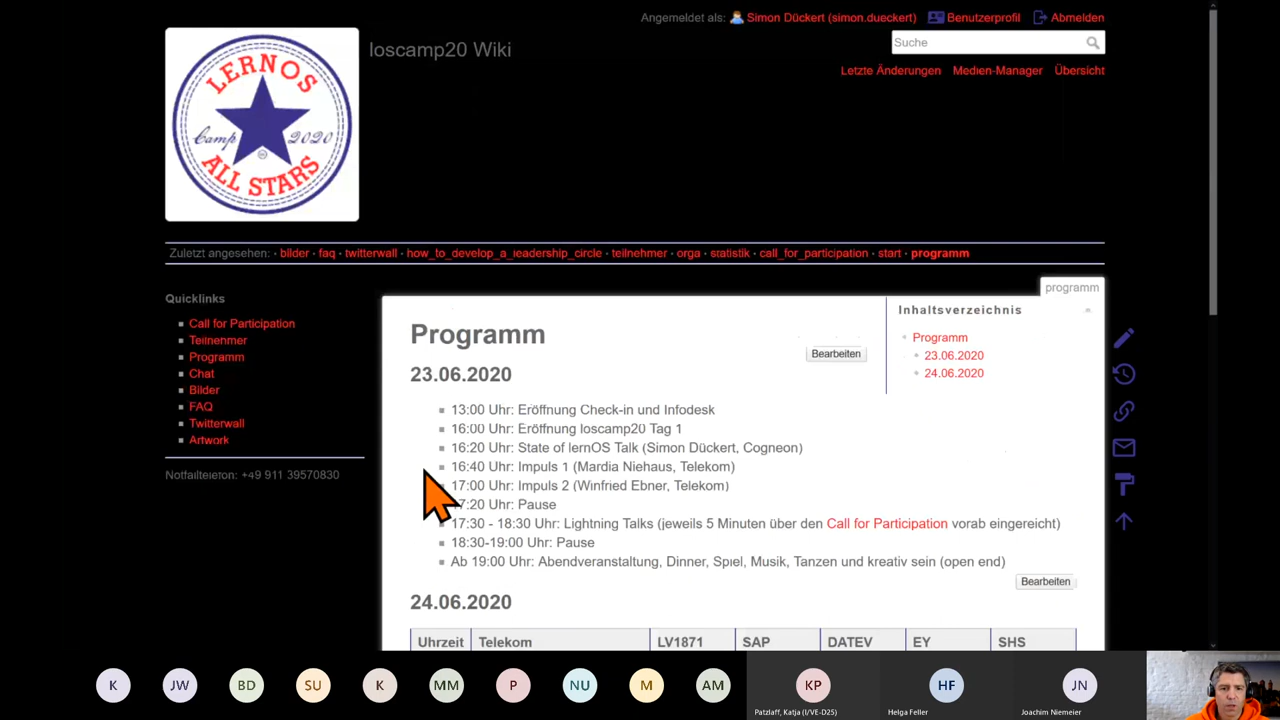 Angemeldet als: Simon Dückert (simon.dueckert) Benutzerprofil Abmelden
loscamp20 Wiki
Suche
Letzte Änderungen Medien-Manager Übersicht
LERNOS
Camp 2020
ALL STARS
Zuletzt angesehen: · bilder · faq · twitterwall · how_to_develop_a_leadership_circle · teilnehmer · orga · statistik · call_for_participation · start · programm
programm
Quicklinks
Call for Participation
Teilnehmer
Programm
Chat
Bilder
FAQ
Twitterwall
Artwork
Notfalltelefon: +49 911 39570830
Inhaltsverzeichnis
Programm
23.06.2020
24.06.2020
Programm
Bearbeiten
23.06.2020
13:00 Uhr: Eröffnung Check-in und Infodesk
16:00 Uhr: Eröffnung loscamp20 Tag 1
16:20 Uhr: State of lernOS Talk (Simon Dückert, Cogneon)
16:40 Uhr: Impuls 1 (Mardia Niehaus, Telekom)
17:00 Uhr: Impuls 2 (Winfried Ebner, Telekom)
17:20 Uhr: Pause
17:30 - 18:30 Uhr: Lightning Talks (jeweils 5 Minuten über den Call for Participation vorab eingereicht)
18:30-19:00 Uhr: Pause
Ab 19:00 Uhr: Abendveranstaltung, Dinner, Spiel, Musik, Tanzen und kreativ sein (open end)
Bearbeiten
24.06.2020
Uhrzeit Telekom LV1871 SAP DATEV EY SHS
K JW BD SU K MM P NU M AM KP HF JN
Patzlaff, Katja (I/VE-D25) Helga Feller Joachim Niemeier